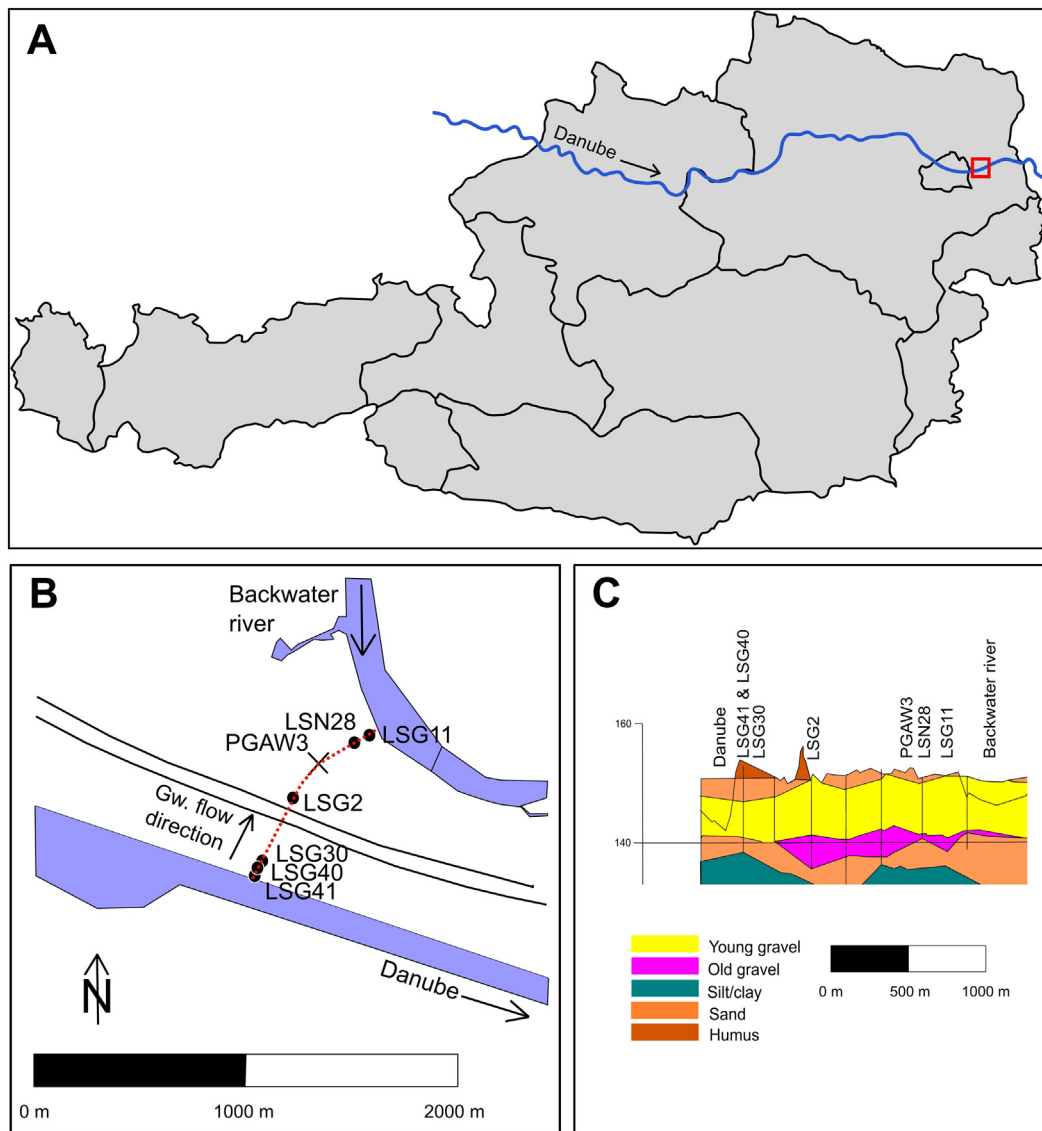 A
Danube
B
Backwater
river
LSN28
LSG11
PGAW3
LSG2
Gw. flow
direction
LSG30
LSG40
LSG41
Danube
N
0 m
1000 m
2000 m
C
Danube
LSG41 & LSG40
LSG30
LSG2
PGAW3
LSN28
LSG11
Backwater river
160
140
Young gravel
Old gravel
Silt/clay
Sand
Humus
0 m
500 m
1000 m